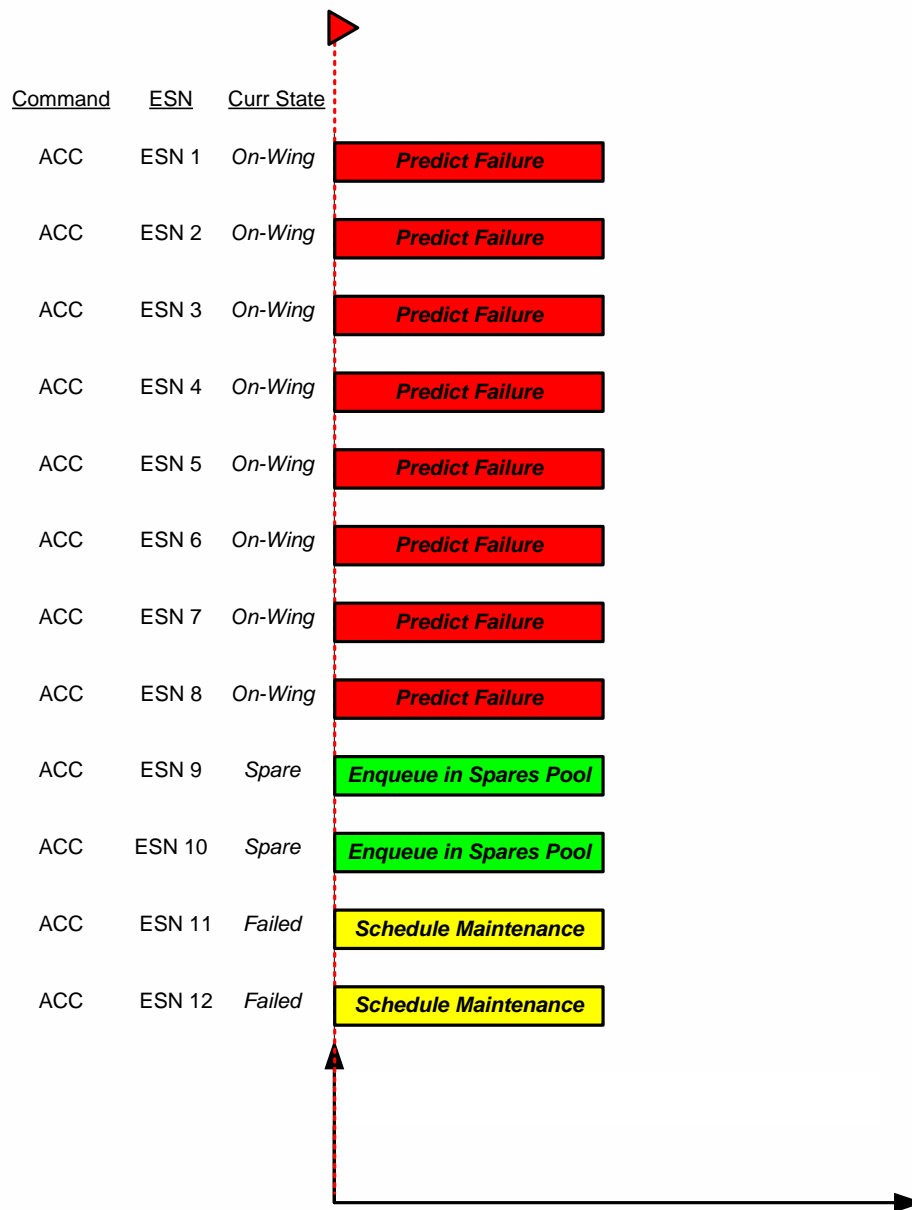 Command ESN Curr State
ACC ESN 1 On-Wing Predict Failure
ACC ESN 2 On-Wing Predict Failure
ACC ESN 3 On-Wing Predict Failure
ACC ESN 4 On-Wing Predict Failure
ACC ESN 5 On-Wing Predict Failure
ACC ESN 6 On-Wing Predict Failure
ACC ESN 7 On-Wing Predict Failure
ACC ESN 8 On-Wing Predict Failure
ACC ESN 9 Spare Enqueue in Spares Pool
ACC ESN 10 Spare Enqueue in Spares Pool
ACC ESN 11 Failed Schedule Maintenance
ACC ESN 12 Failed Schedule Maintenance